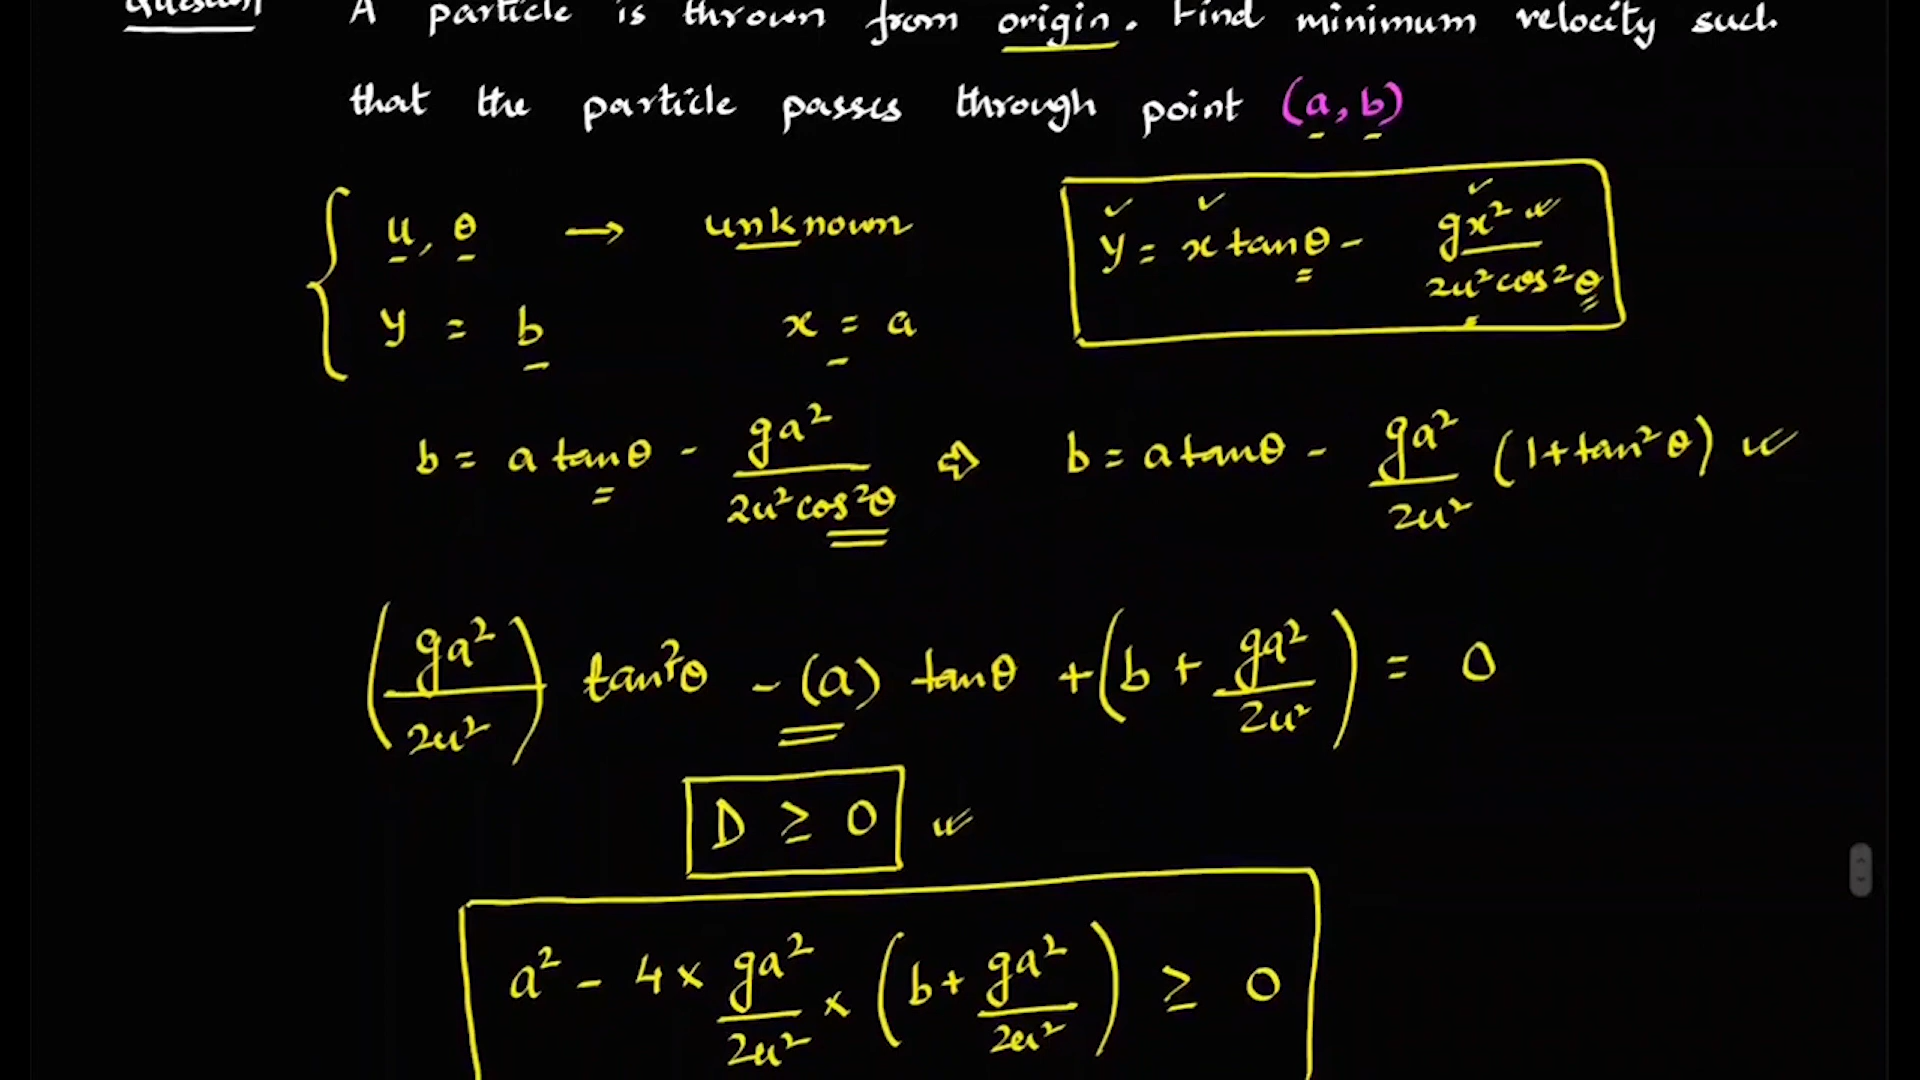 Question A particle is thrown from origin. Find minimum velocity such
that the particle passes through point (a, b)
u, θ → unknown
y = x tanθ - gx²/2u²cos²θ
y = b x = a
b = a tanθ - ga²/2u²cos²θ ⇨ b = a tanθ - ga²/2u² (1+tan²θ)
(ga²/2u²) tan²θ - (a) tanθ + (b + ga²/2u²) = 0
D ≥ 0
a² - 4 × ga²/2u² × (b + ga²/2u²) ≥ 0